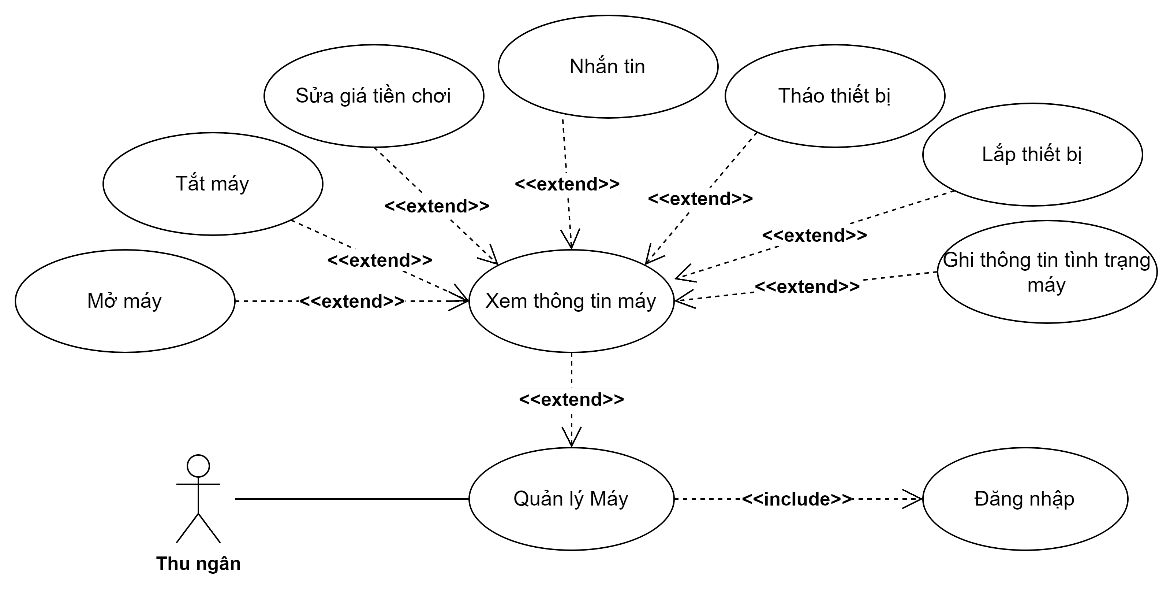 Nhắn tin
Sửa giá tiền chơi
Tháo thiết bị
Lắp thiết bị
Tắt máy
<<extend>>
<<extend>>
<<extend>>
<<extend>>
<<extend>>
Ghi thông tin tình trạng
máy
<<extend>>
Mở máy
<<extend>>
Xem thông tin máy
<<extend>>
Quản lý Máy
<<include>>
Đăng nhập
Thu ngân